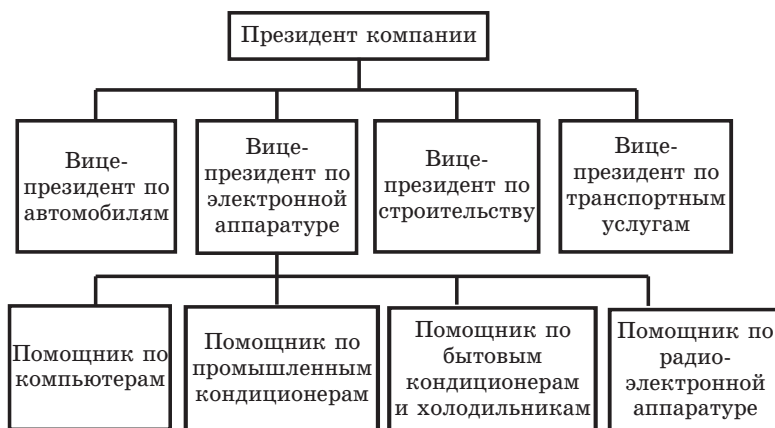 Президент компании
Вице-
президент по
автомобилям
Вице-
президент по
электронной
аппаратуре
Вице-
президент по
строительству
Вице-
президент по
транспортным
услугам
Помощник по
компьютерам
Помощник по
промышленным
кондиционерам
Помощник по
бытовым
кондиционерам
и холодильникам
Помощник по
радио-
электронной
аппаратуре